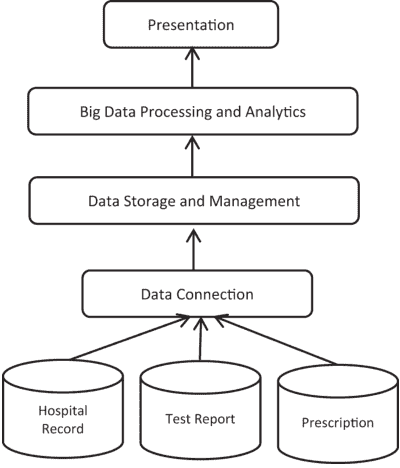 Presentation
Big Data Processing and Analytics
Data Storage and Management
Data Connection
Hospital
Record
Test Report
Prescription